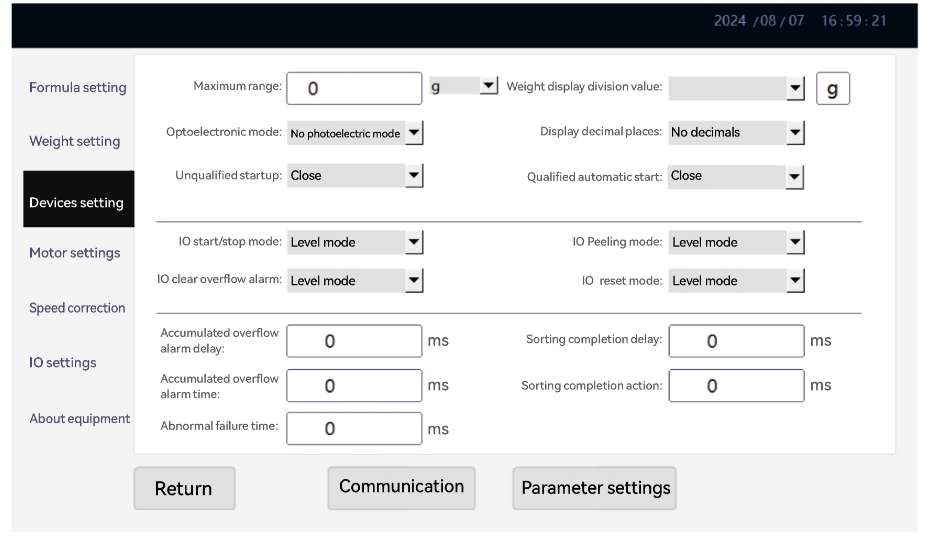 2024 /08/07 16:59:21
Formula setting
Weight setting
Devices setting
Motor settings
Speed correction
IO settings
About equipment
Maximum range: 0 g Weight display division value: g
Optoelectronic mode: No photoelectric mode Display decimal places: No decimals
Unqualified startup: Close Qualified automatic start: Close
IO start/stop mode: Level mode IO Peeling mode: Level mode
IO clear overflow alarm: Level mode IO reset mode: Level mode
Accumulated overflow
alarm delay: 0 ms Sorting completion delay: 0 ms
Accumulated overflow
alarm time: 0 ms Sorting completion action: 0 ms
Abnormal failure time: 0 ms
Return Communication Parameter settings